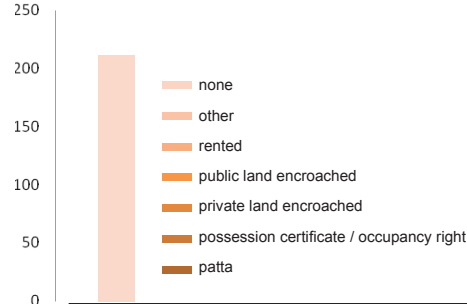 250
200
150
100
50
0
none
other
rented
public land encroached
private land encroached
possession certificate / occupancy right
patta